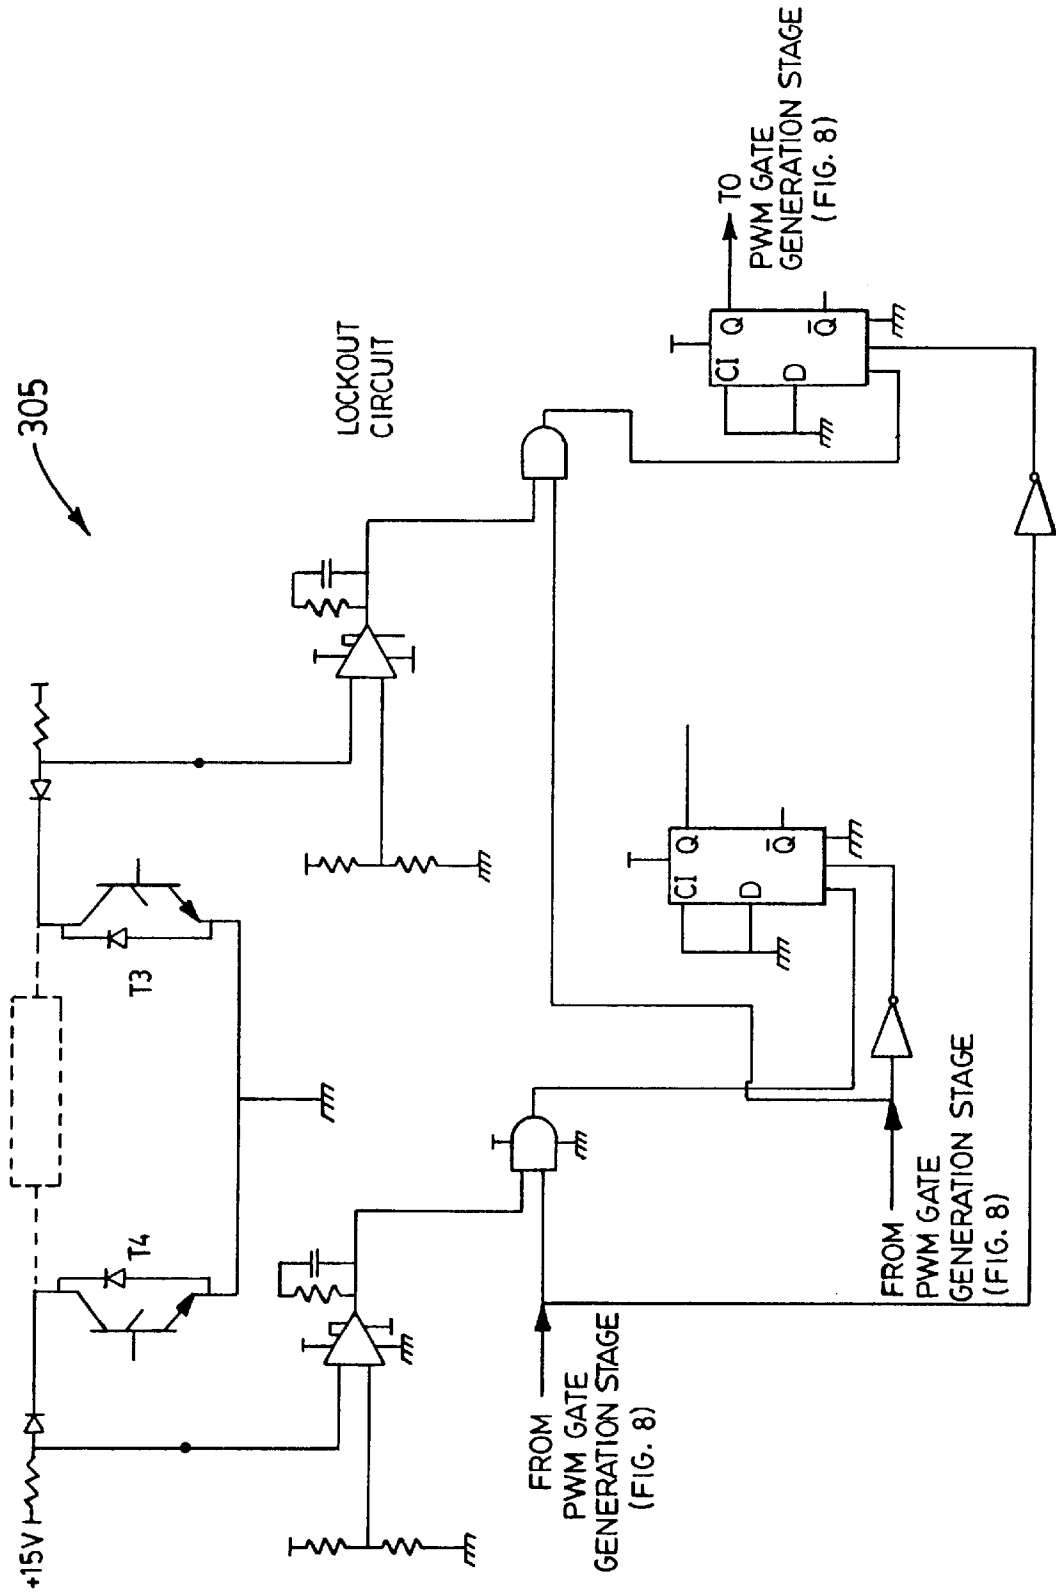 305
+15V
T4
T3
LOCKOUT
CIRCUIT
FROM
PWM GATE
GENERATION STAGE
(FIG. 8)
FROM
PWM GATE
GENERATION STAGE
(FIG. 8)
CI Q
D Q̅
CI Q
D Q̅
TO
PWM GATE
GENERATION STAGE
(FIG. 8)